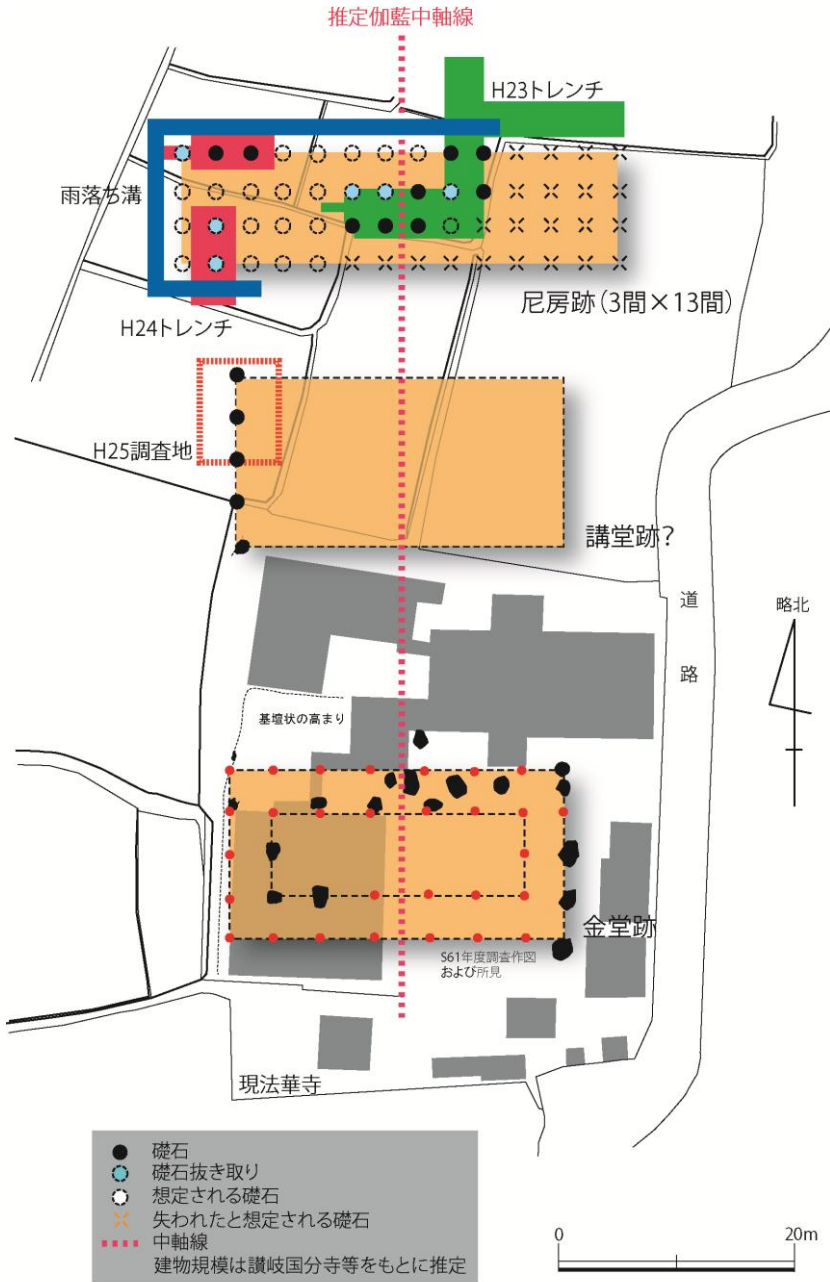 推定伽藍中軸線
H23トレンチ
雨落ち溝
尼房跡(3間×13間)
H24トレンチ
H25調査地
講堂跡?
道路
略北
基壇状の高まり
金堂跡
S61年度調査作図
および所見
現法華寺
礎石
礎石抜き取り
想定される礎石
失われたと想定される礎石
中軸線
建物規模は讃岐国分寺等をもとに推定
0 20m